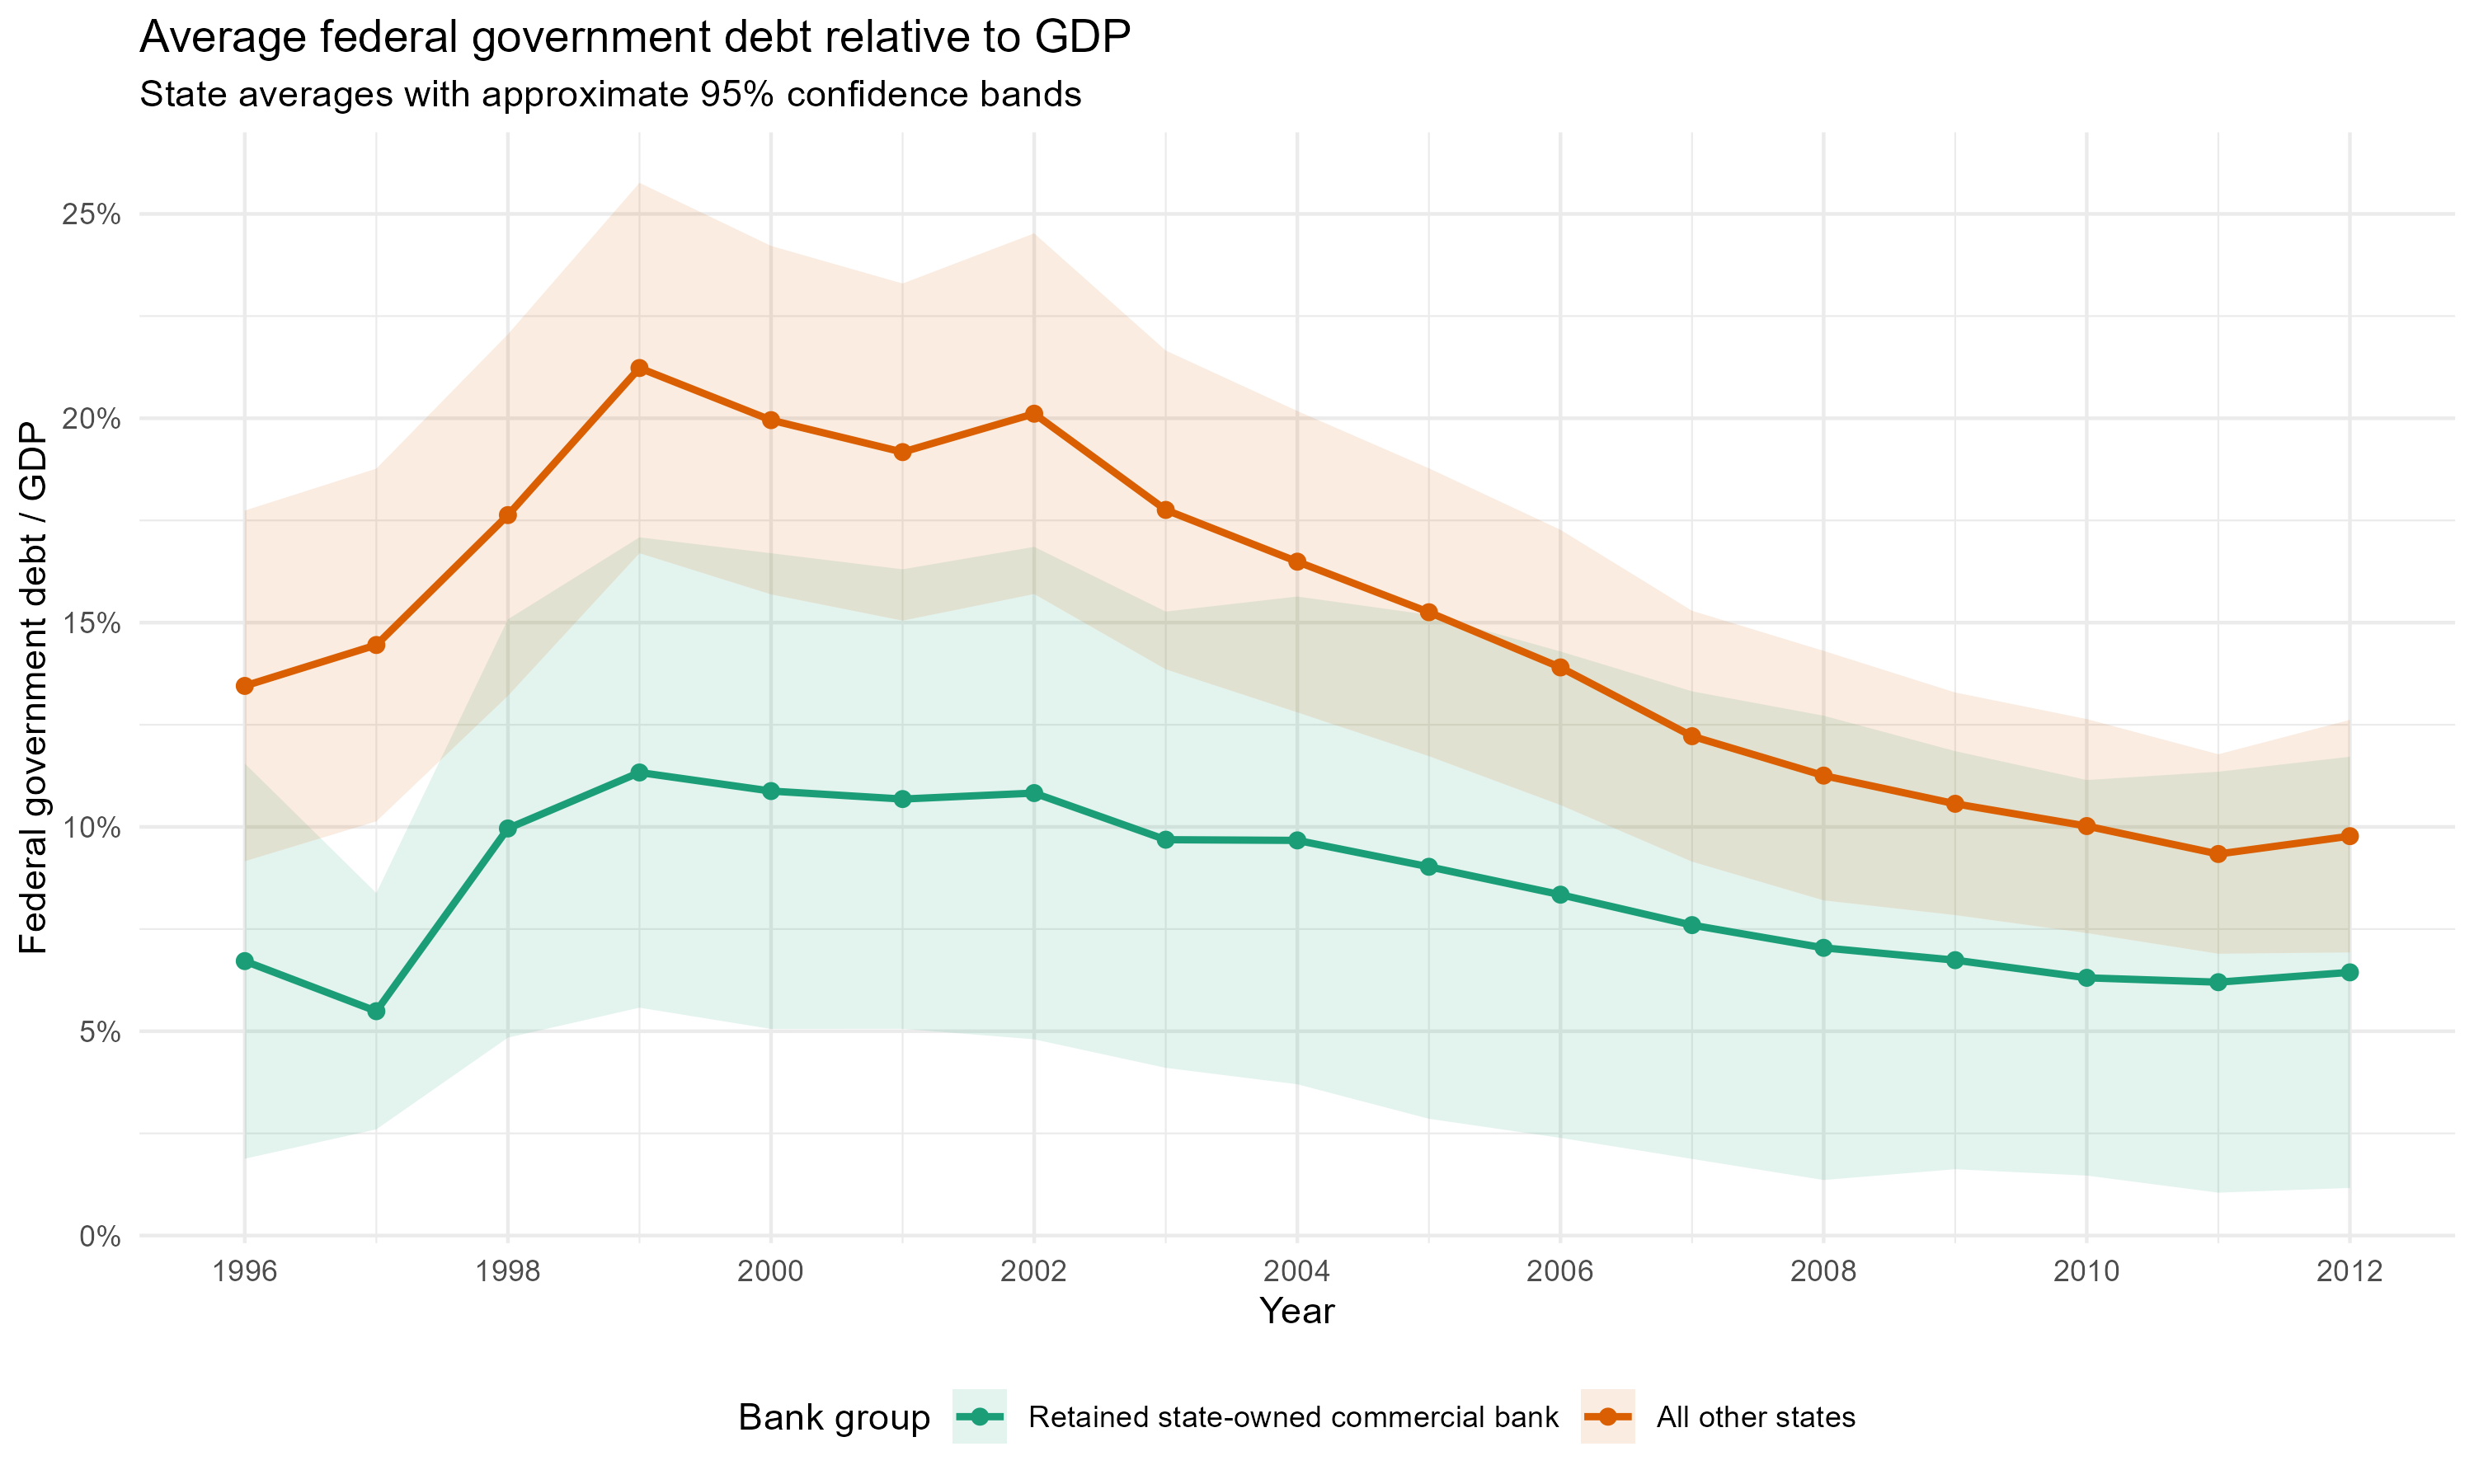 Average federal government debt relative to GDP
State averages with approximate 95% confidence bands
Federal government debt / GDP
25%
20%
15%
10%
5%
0%
1996 1998 2000 2002 2004 2006 2008 2010 2012
Year
Bank group Retained state-owned commercial bank All other states